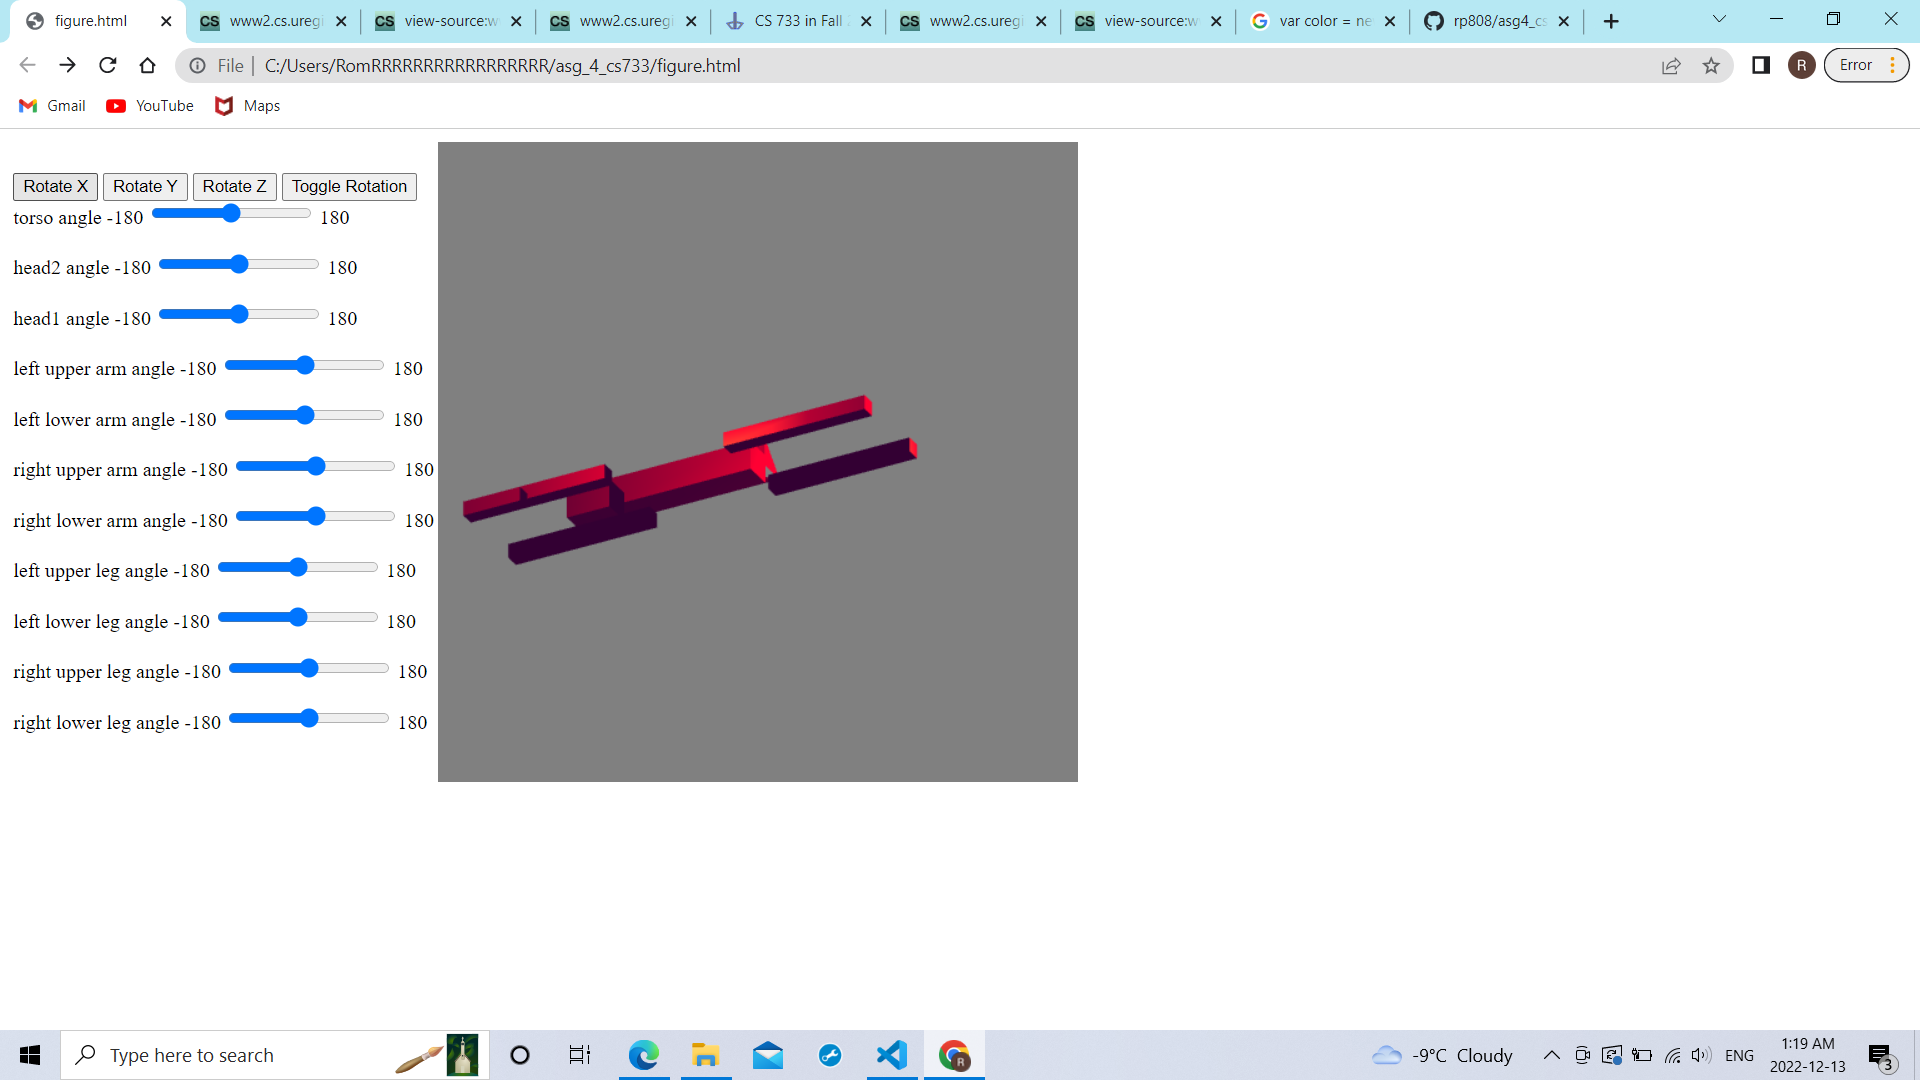 figure.html
www2.cs.uregi
view-source:w
www2.cs.uregi
CS 733 in Fall
www2.cs.uregi
view-source:w
var color = ne
rp808/asg4_cs
File
C:/Users/RomRRRRRRRRRRRRRRRRR/asg_4_cs733/figure.html
R
Error
Gmail
YouTube
Maps
Rotate X
Rotate Y
Rotate Z
Toggle Rotation
torso angle -180 180
head2 angle -180 180
head1 angle -180 180
left upper arm angle -180 180
left lower arm angle -180 180
right upper arm angle -180 180
right lower arm angle -180 180
left upper leg angle -180 180
left lower leg angle -180 180
right upper leg angle -180 180
right lower leg angle -180 180
Type here to search
-9°C Cloudy
ENG
1:19 AM
2022-12-13
3